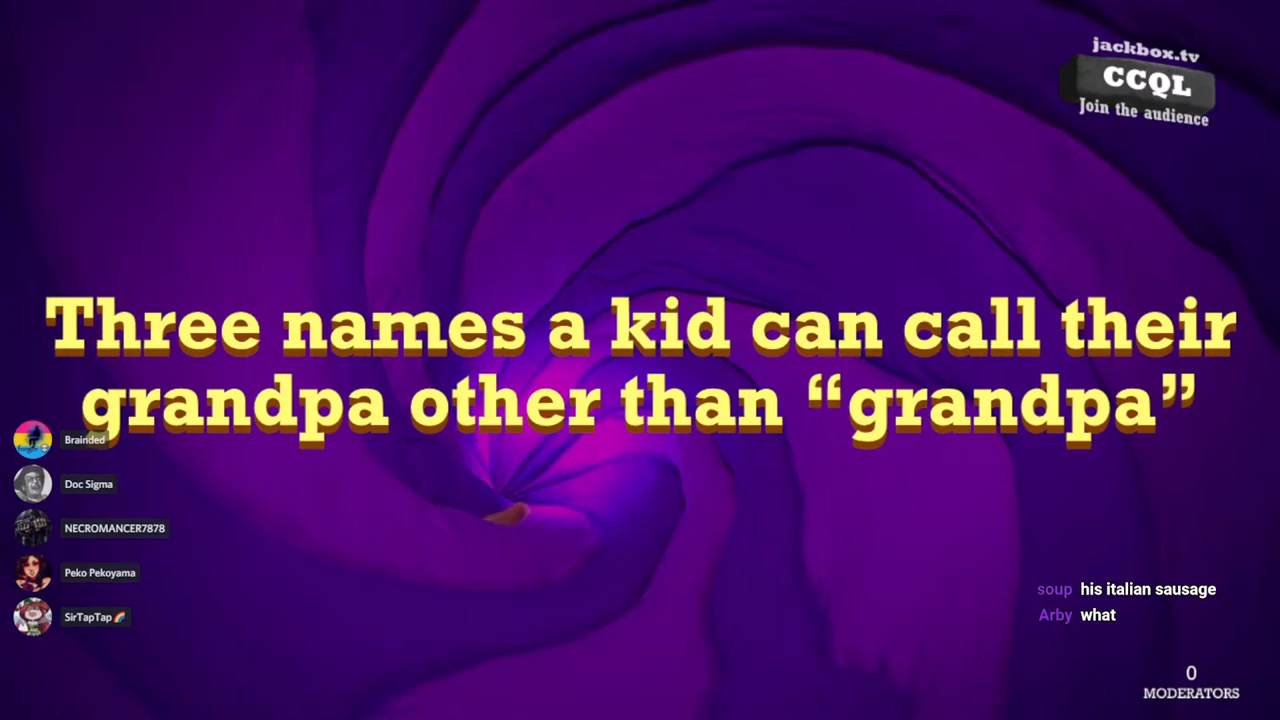 jackbox.tv
CCQL
Join the audience
Three names a kid can call their
grandpa other than “grandpa”
Brainded
Doc Sigma
NECROMANCER7878
Peko Pekoyama
SirTapTap🌈
soup his italian sausage
Arby what
0
MODERATORS